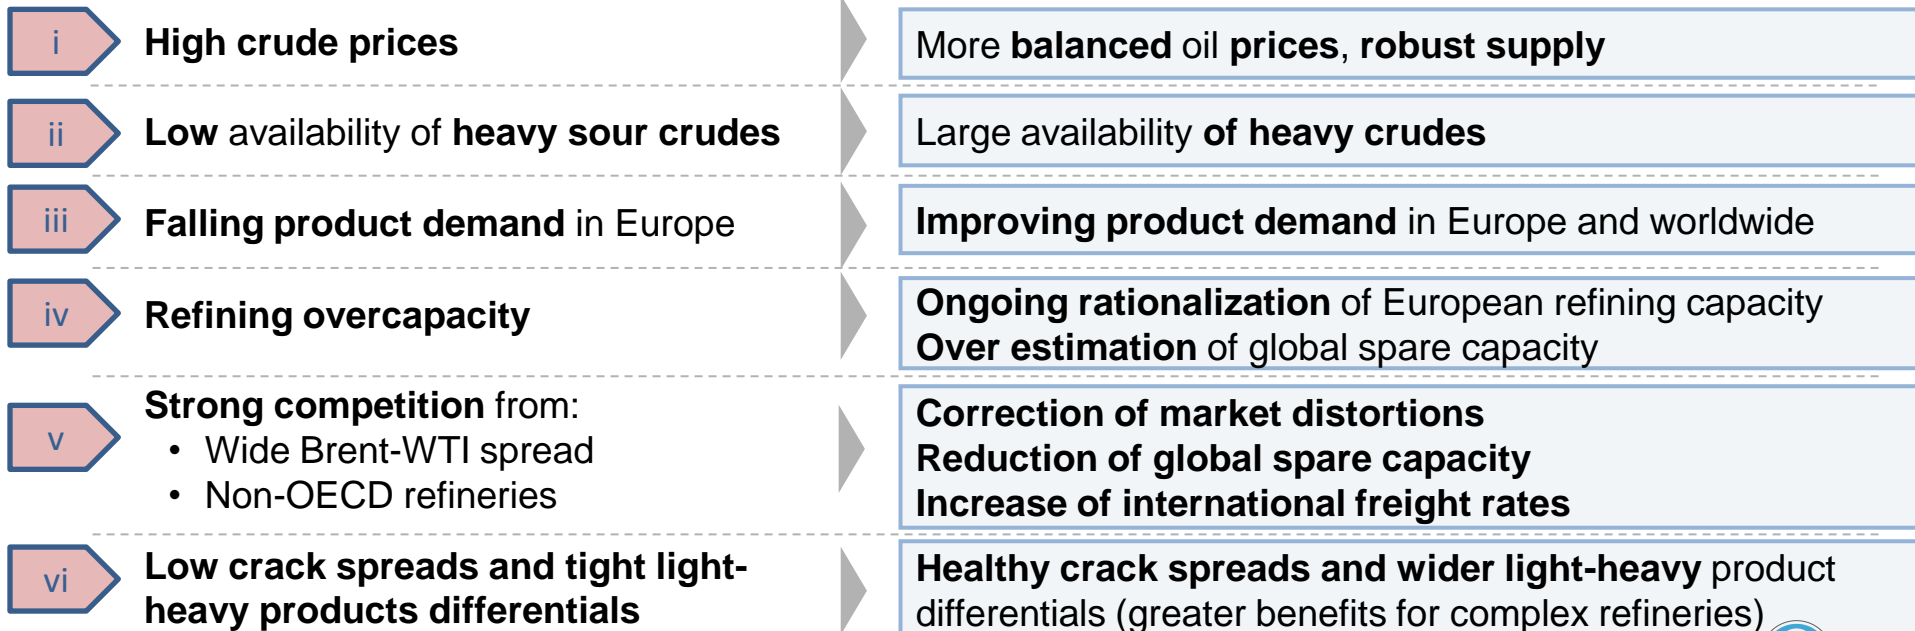 i
High crude prices
More balanced oil prices, robust supply
ii
Low availability of heavy sour crudes
Large availability of heavy crudes
iii
Falling product demand in Europe
Improving product demand in Europe and worldwide
iv
Refining overcapacity
Ongoing rationalization of European refining capacity
Over estimation of global spare capacity
v
Strong competition from:
• Wide Brent-WTI spread
• Non-OECD refineries
Correction of market distortions
Reduction of global spare capacity
Increase of international freight rates
vi
Low crack spreads and tight light-
heavy products differentials
Healthy crack spreads and wider light-heavy product
differentials (greater benefits for complex refineries)